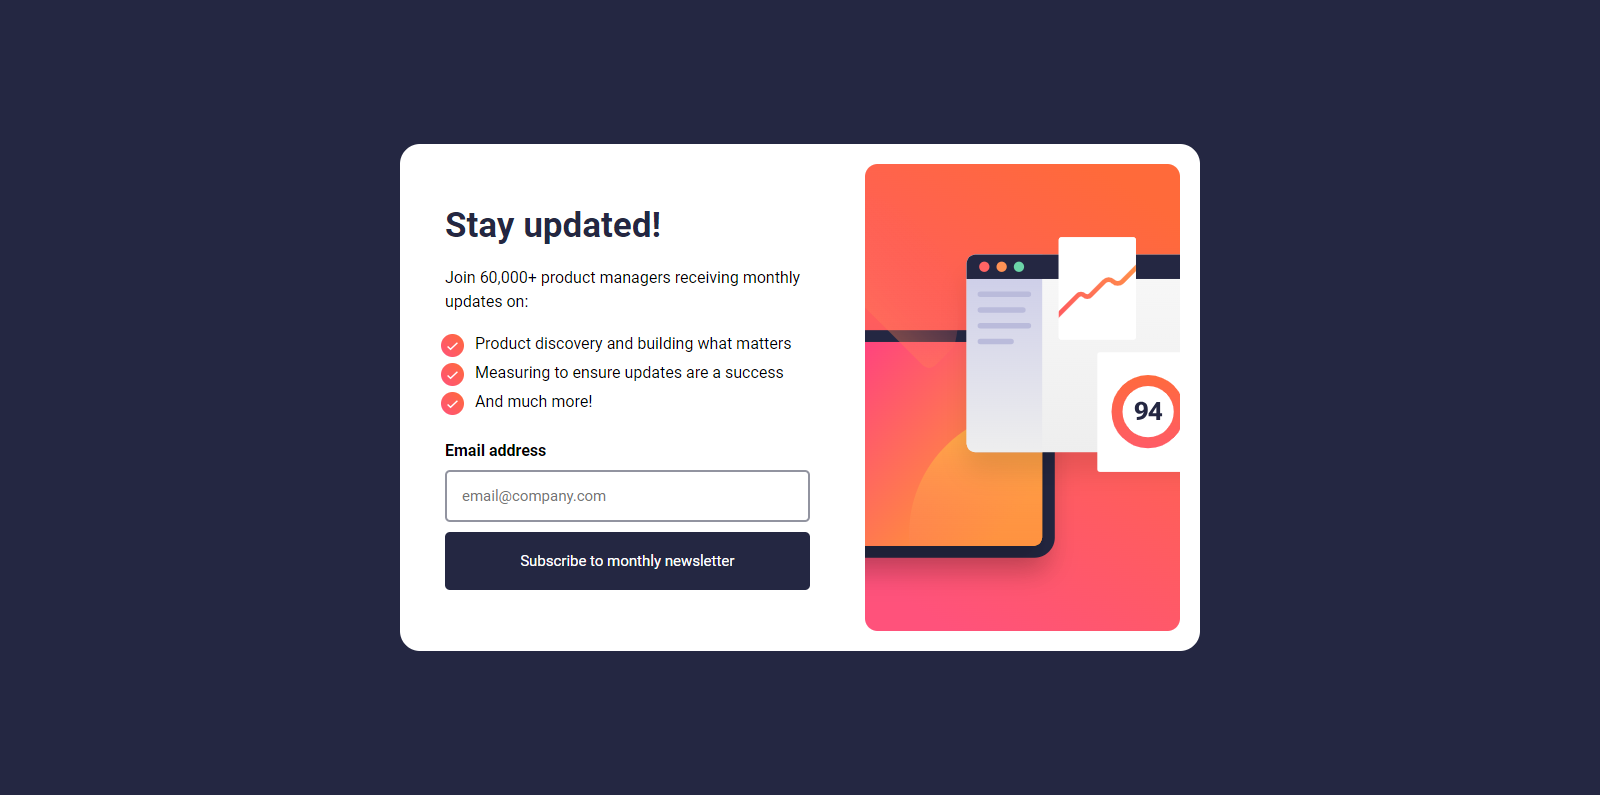 Stay updated!
Join 60,000+ product managers receiving monthly
updates on:
Product discovery and building what matters
Measuring to ensure updates are a success
And much more!
Email address
email@company.com
Subscribe to monthly newsletter
94